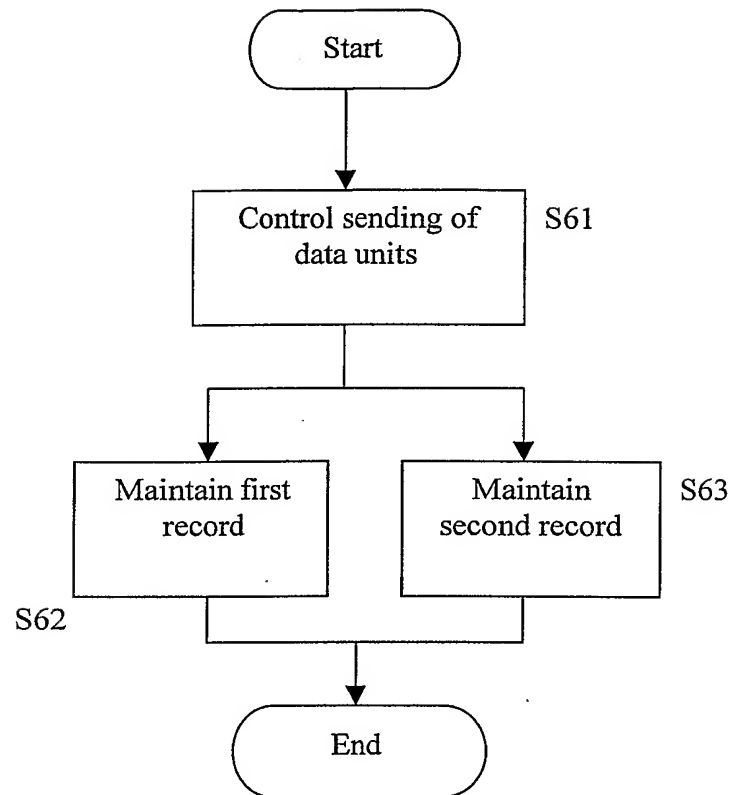 Start
Control sending of
data units
S61
Maintain first
record
Maintain
second record
S63
S62
End